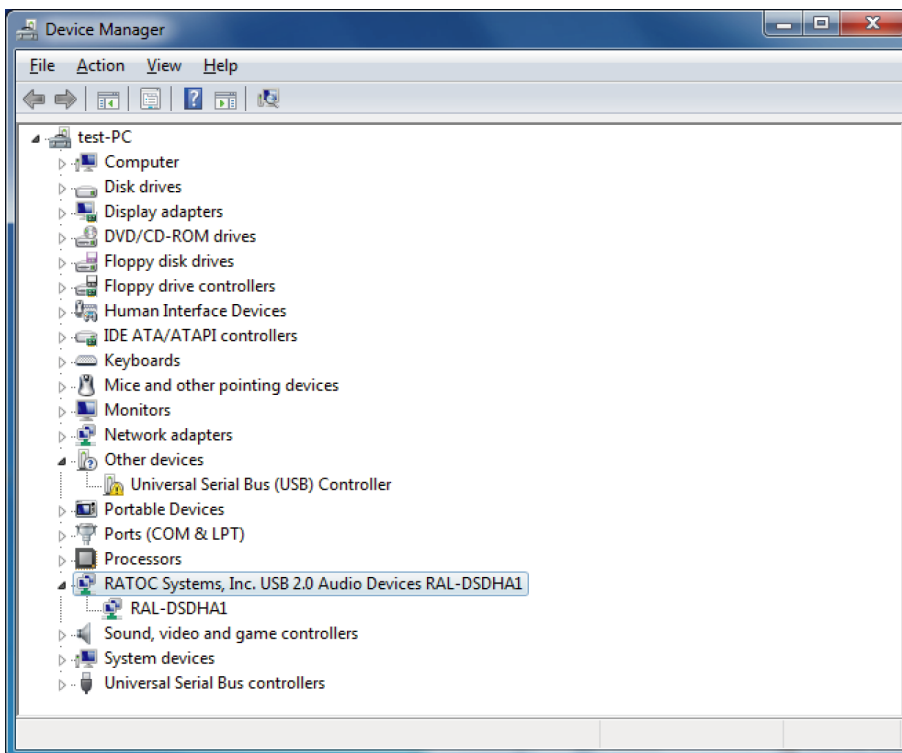 Device Manager
File Action View Help
test-PC
Computer
Disk drives
Display adapters
DVD/CD-ROM drives
Floppy disk drives
Floppy drive controllers
Human Interface Devices
IDE ATA/ATAPI controllers
Keyboards
Mice and other pointing devices
Monitors
Network adapters
Other devices
Universal Serial Bus (USB) Controller
Portable Devices
Ports (COM & LPT)
Processors
RATOC Systems, Inc. USB 2.0 Audio Devices RAL-DSDHA1
RAL-DSDHA1
Sound, video and game controllers
System devices
Universal Serial Bus controllers